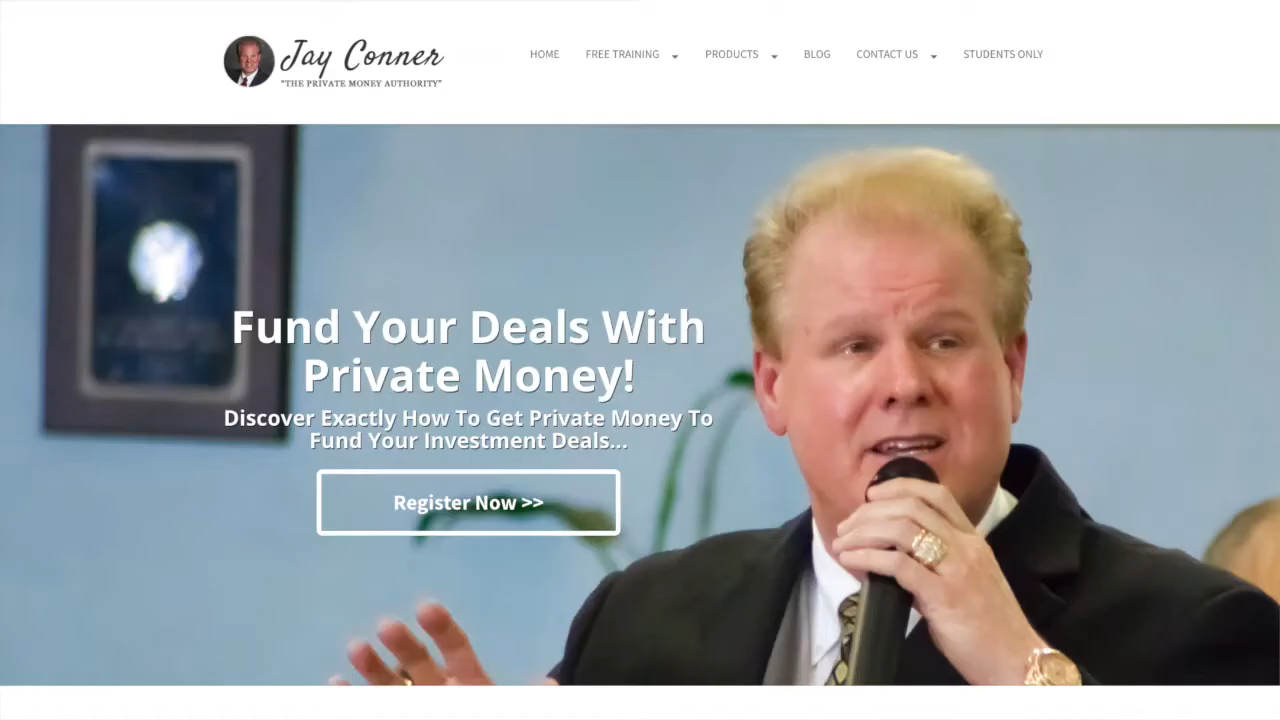 Jay Conner
"THE PRIVATE MONEY AUTHORITY"
HOME FREE TRAINING PRODUCTS BLOG CONTACT US STUDENTS ONLY
Fund Your Deals With
Private Money!
Discover Exactly How To Get Private Money To
Fund Your Investment Deals...
Register Now >>